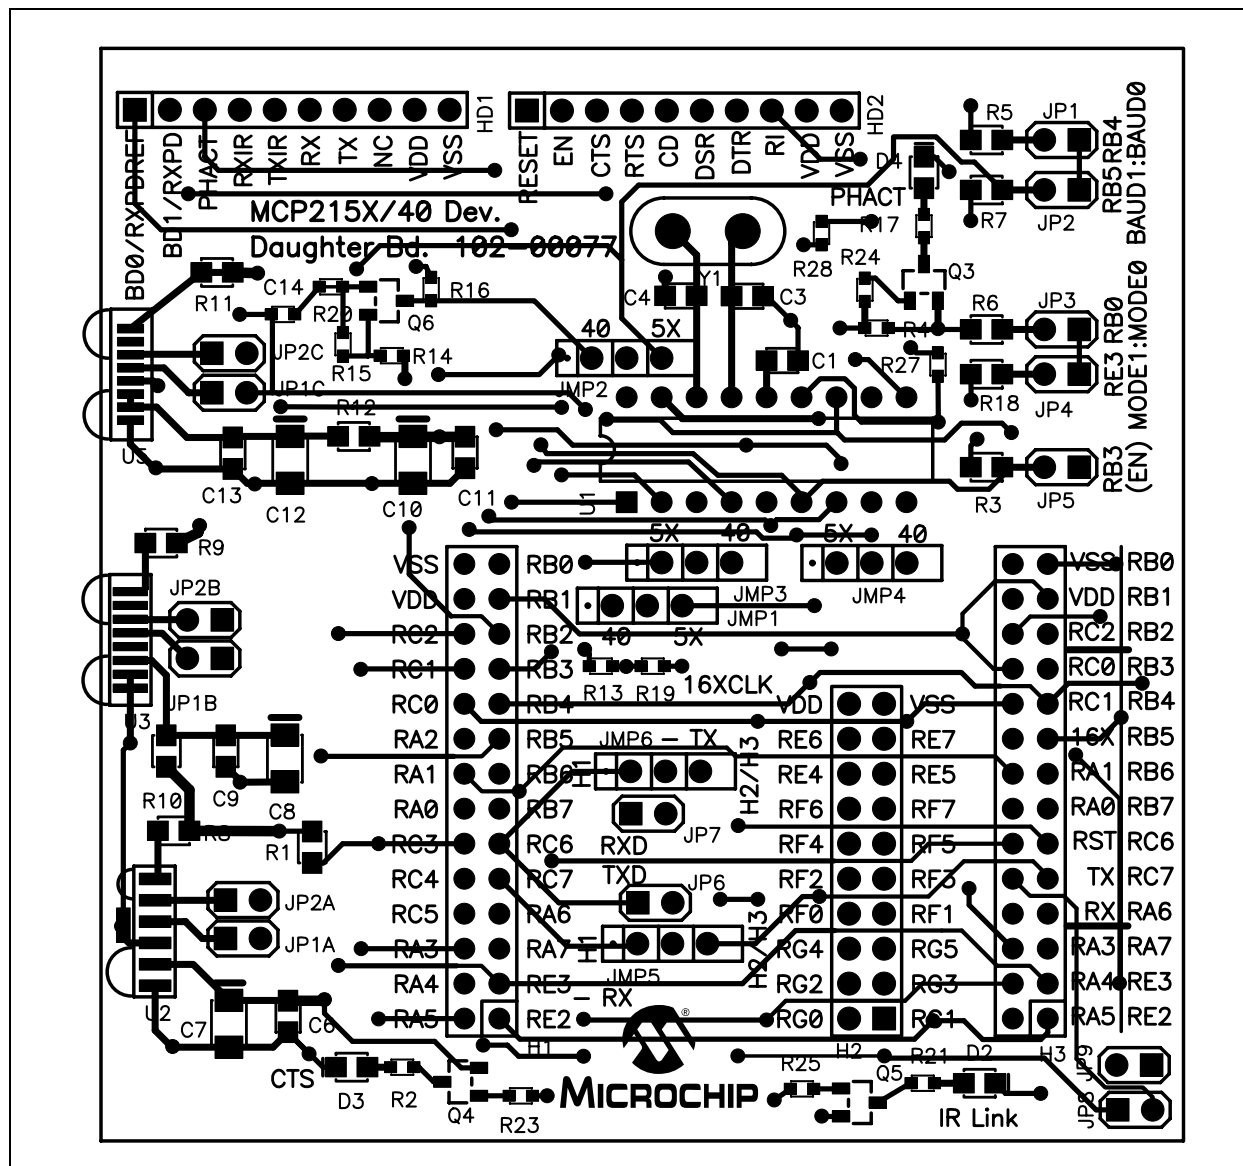 HD1
HD2
BD0/RXPDREF
BD1/RXPD
PHACT
RXIR
TXIR
RX
TX
NC
VDD
VSS
RESET
EN
CTS
RTS
CD
DSR
DTR
RI
VDD
VSS
MCP215X/40 Dev.
Daughter Bd. 102-00077
D4
PHACT
R17
R28
R24
Q3
R4
R27
R5
JP1
R7
JP2
R6
JP3
R18
JP4
R3
JP5
RB5 RB4
BAUD1:BAUD0
RE3 RB0
MODE1:MODE0
RB3
(EN)
R11
C14
R20
R16
Q6
R15
R14
JP2C
JP1C
R12
U5
C13
C12
C10
C11
C4
Y1
C3
C1
40
5X
JMP2
U1
5X
40
JMP3
5X
40
JMP4
JMP1
40
5X
R13
R19
16XCLK
R9
JP2B
JP1B
U3
R10
C9
C8
R8
R1
JP2A
JP1A
U2
C7
C6
CTS
D3
R2
Q4
R23
VSS RB0
VDD RB1
RC2 RB2
RC1 RB3
RC0 RB4
RA2 RB5
RA1 RB6
RA0 RB7
RC3 RC6
RC4 RC7
RC5 RA6
RA3 RA7
RA4 RE3
RA5 RE2
H1
JMP6 - TX
H1
H2/H3
JP7
RXD
TXD
JP6
H1
H2/H3
JMP5
- RX
VDD VSS
RE6 RE7
RE4 RE5
RF6 RF7
RF4 RF5
RF2 RF3
RF0 RF1
RG4 RG5
RG2 RG3
RG0 RG1
H2
VSS RB0
VDD RB1
RC2 RB2
RC0 RB3
RC1 RB4
16X RB5
RA1 RB6
RA0 RB7
RST RC6
TX RC7
RX RA6
RA3 RA7
RA4 RE3
RA5 RE2
H3
JP9
JP8
R25
Q5
R21
D2
IR Link
®
MICROCHIP